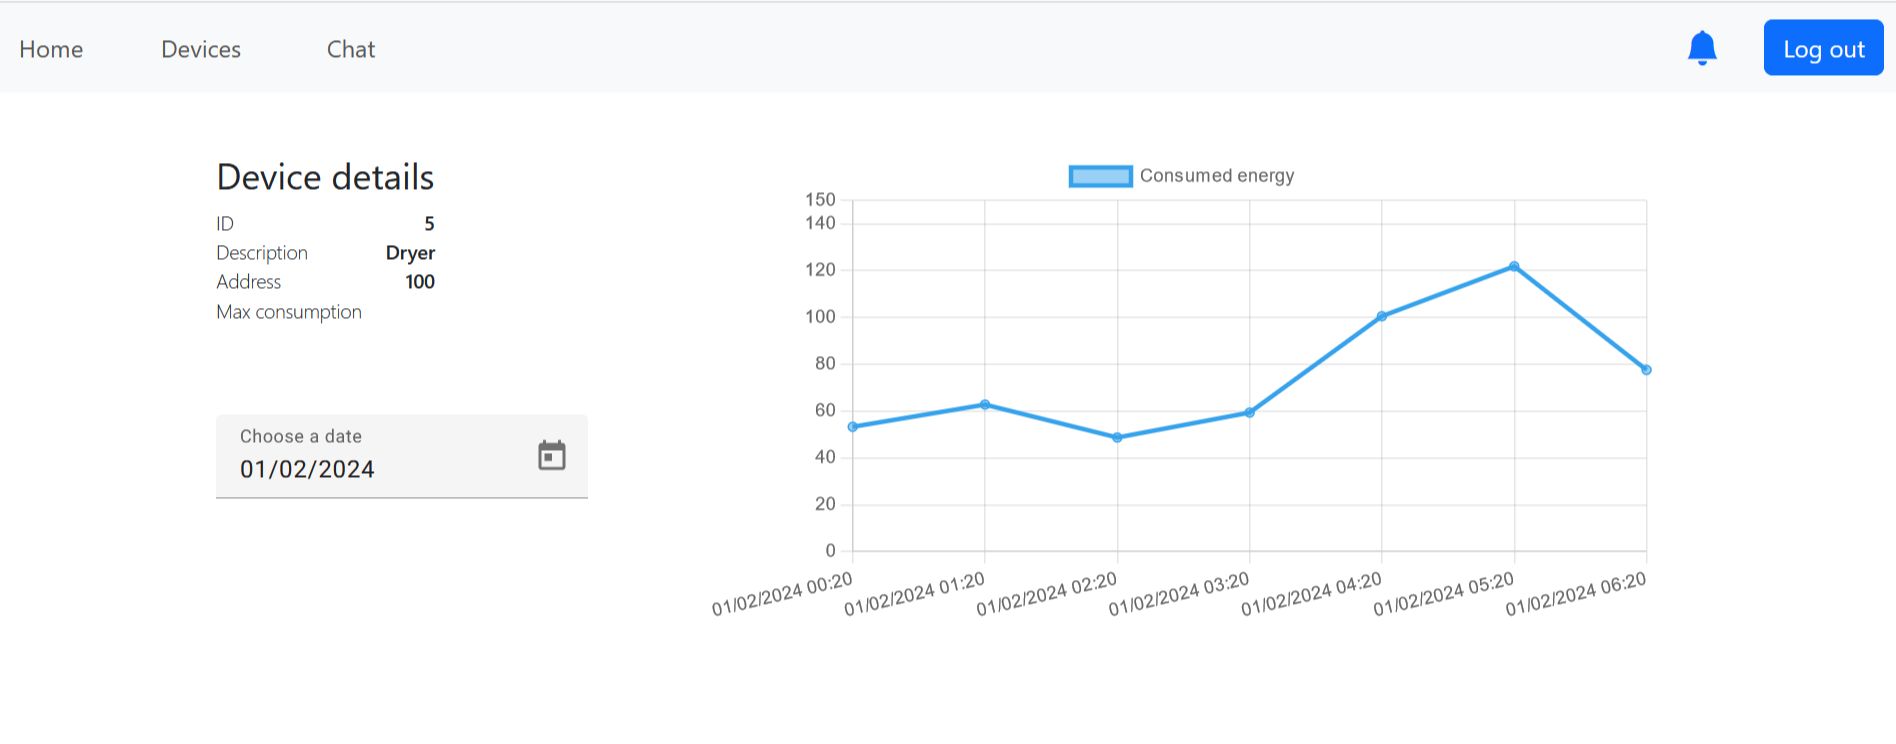 Home Devices Chat Log out
Device details
ID 5
Description Dryer
Address 100
Max consumption
Choose a date
01/02/2024
Consumed energy
150
140
120
100
80
60
40
20
0
01/02/2024 00:20
01/02/2024 01:20
01/02/2024 02:20
01/02/2024 03:20
01/02/2024 04:20
01/02/2024 05:20
01/02/2024 06:20